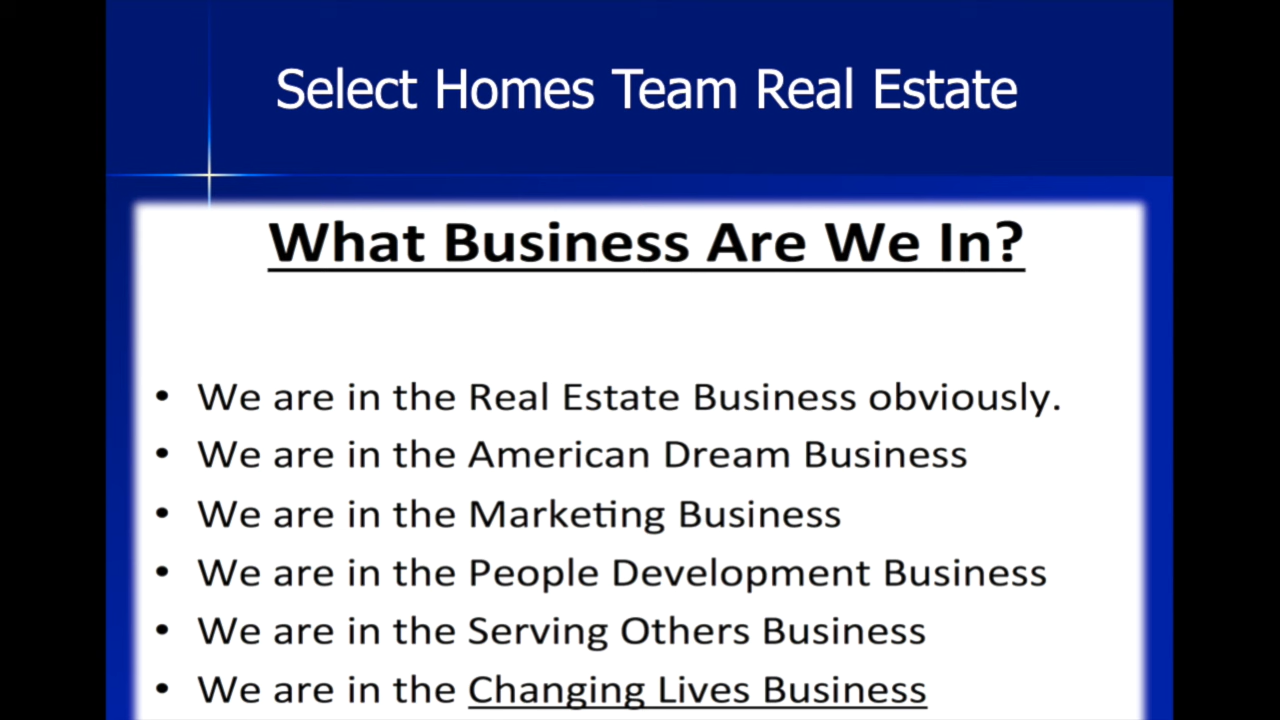 Select Homes Team Real Estate
What Business Are We In?
• We are in the Real Estate Business obviously.
• We are in the American Dream Business
• We are in the Marketing Business
• We are in the People Development Business
• We are in the Serving Others Business
• We are in the Changing Lives Business